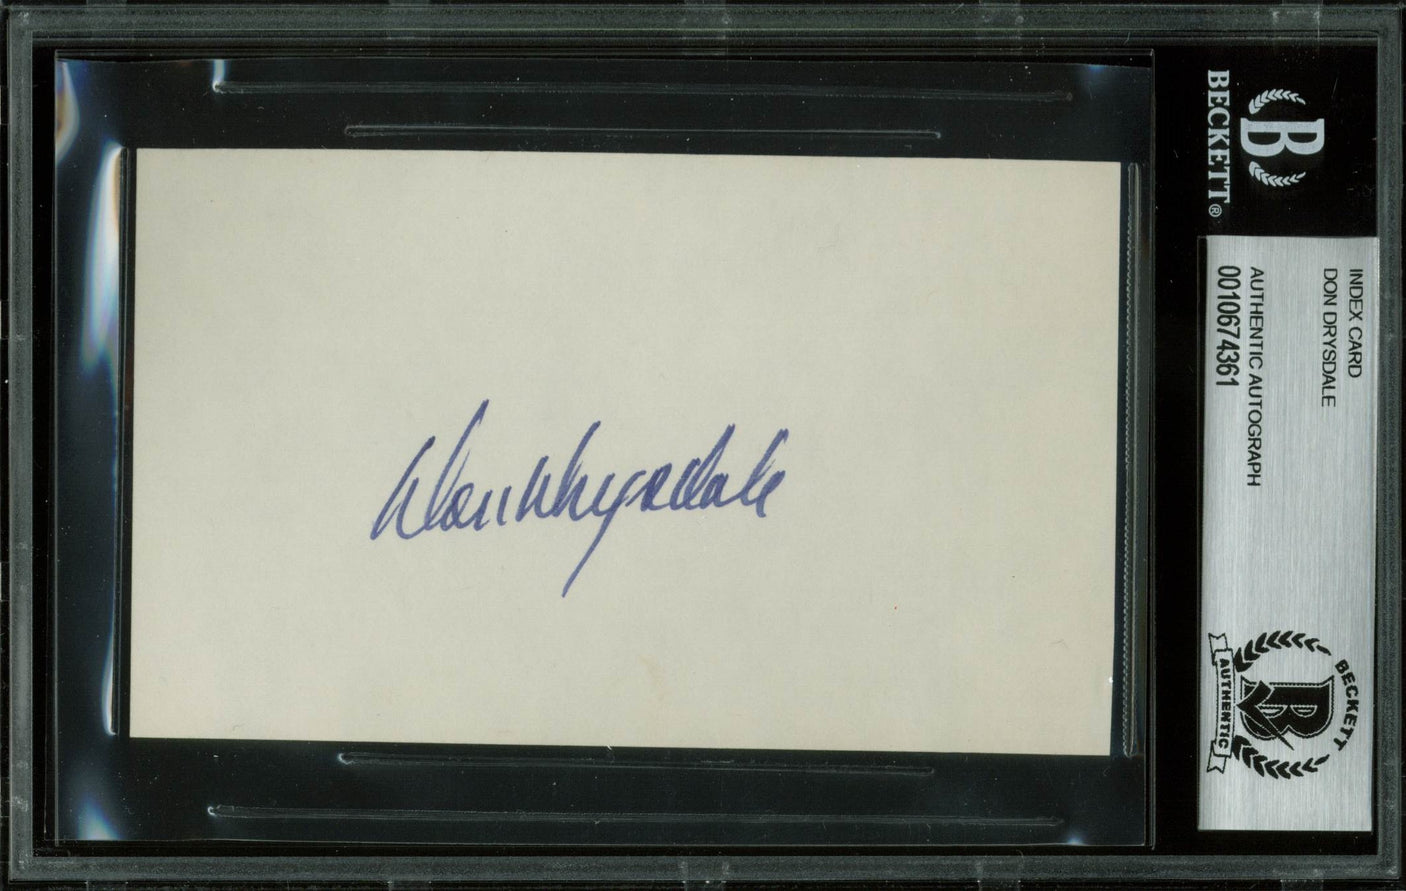 Don Drysdale
BECKETT®
B
INDEX CARD
DON DRYSDALE
AUTHENTIC AUTOGRAPH
0010674361
BECKETT
B
AUTHENTIC